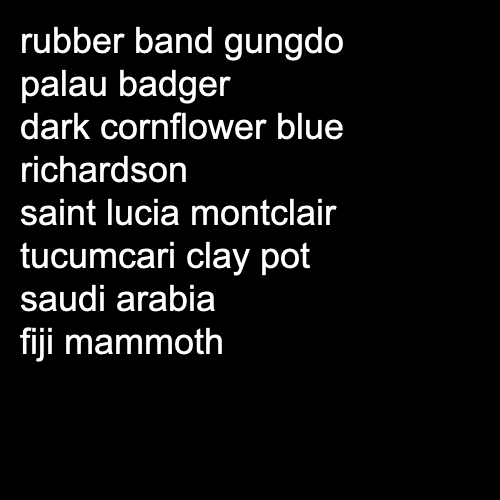 rubber band gungdo
palau badger
dark cornflower blue
richardson
saint lucia montclair
tucumcari clay pot
saudi arabia
fiji mammoth